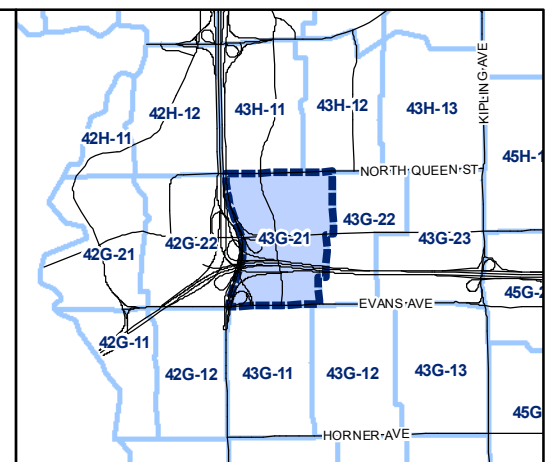 42H-11
42H-12
43H-11
43H-12
43H-13
KIPLING AVE
45H-1
NORTH QUEEN ST
42G-21
42G-22
43G-21
43G-22
43G-23
45G-2
EVANS AVE
42G-11
42G-12
43G-11
43G-12
43G-13
45G
HORNER AVE